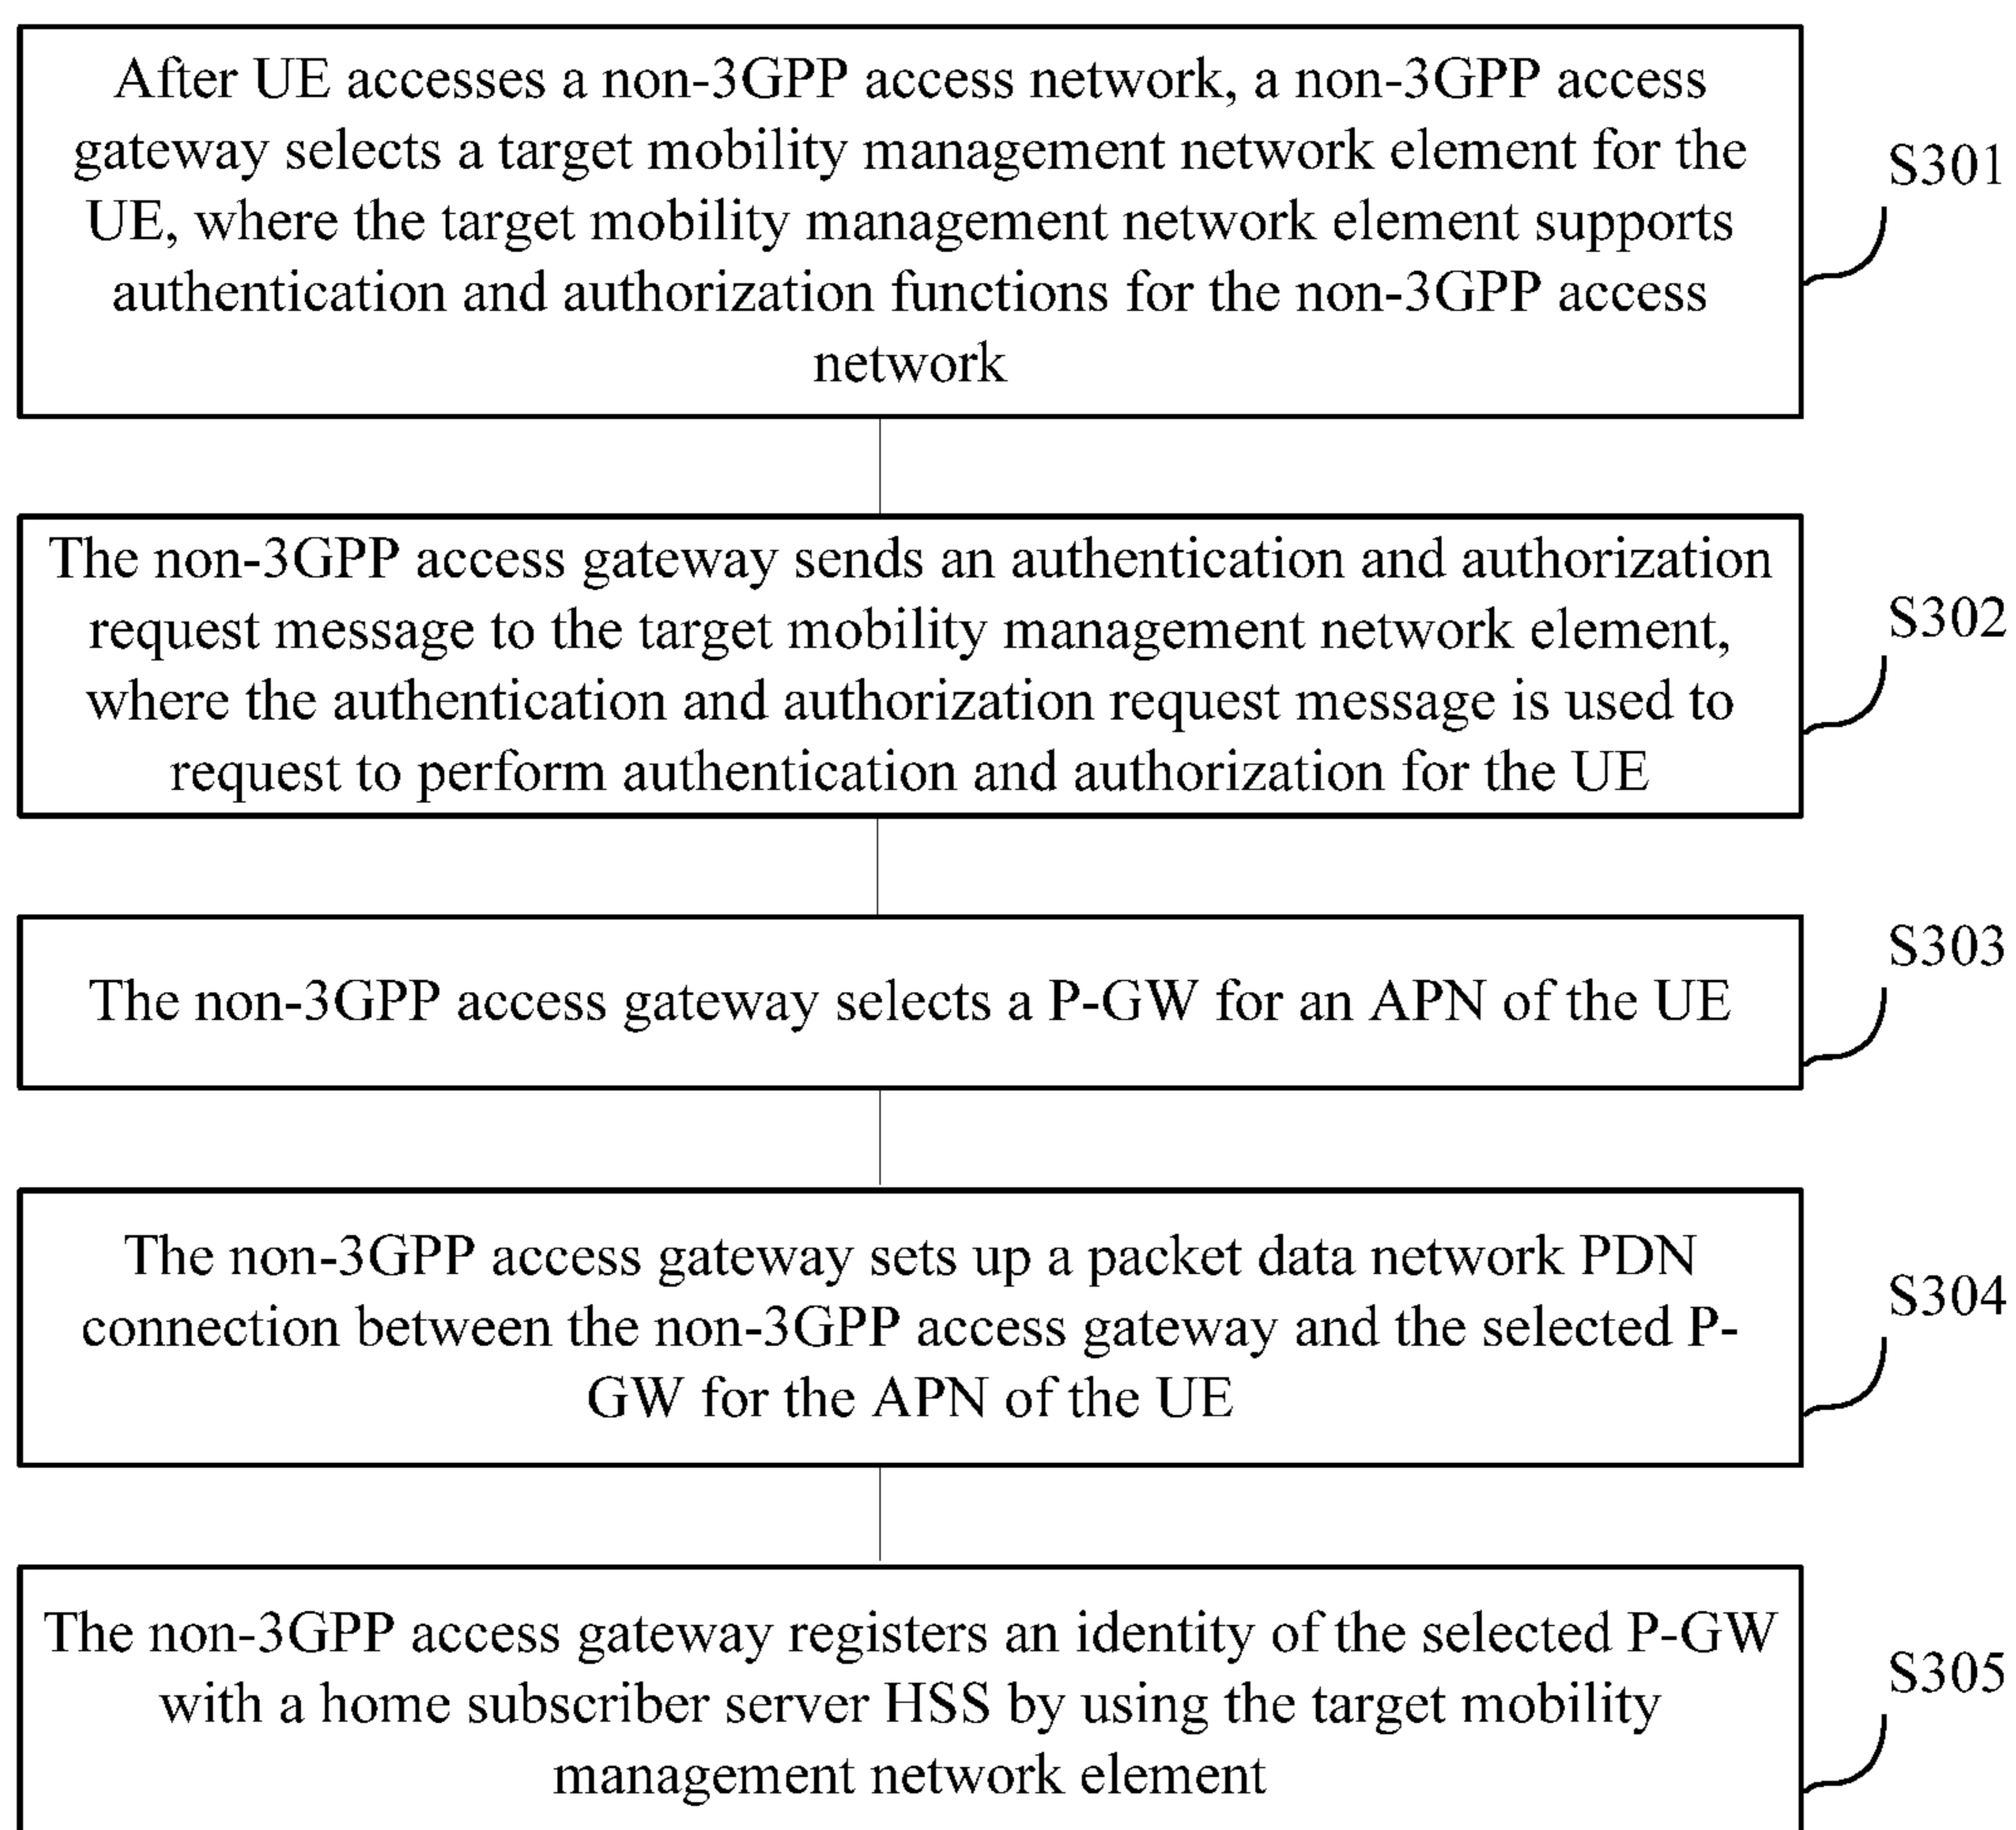 After UE accesses a non-3GPP access network, a non-3GPP access
gateway selects a target mobility management network element for the
UE, where the target mobility management network element supports
authentication and authorization functions for the non-3GPP access
network
S301
The non-3GPP access gateway sends an authentication and authorization
request message to the target mobility management network element,
where the authentication and authorization request message is used to
request to perform authentication and authorization for the UE
S302
The non-3GPP access gateway selects a P-GW for an APN of the UE
S303
The non-3GPP access gateway sets up a packet data network PDN
connection between the non-3GPP access gateway and the selected P-
GW for the APN of the UE
S304
The non-3GPP access gateway registers an identity of the selected P-GW
with a home subscriber server HSS by using the target mobility
management network element
S305